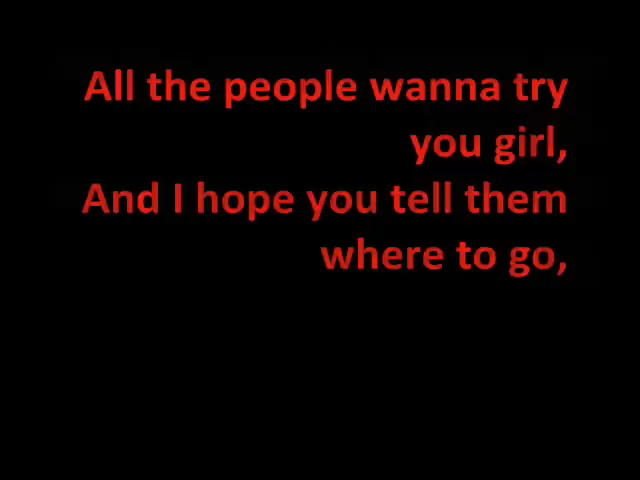 All the people wanna try
you girl,
And I hope you tell them
where to go,